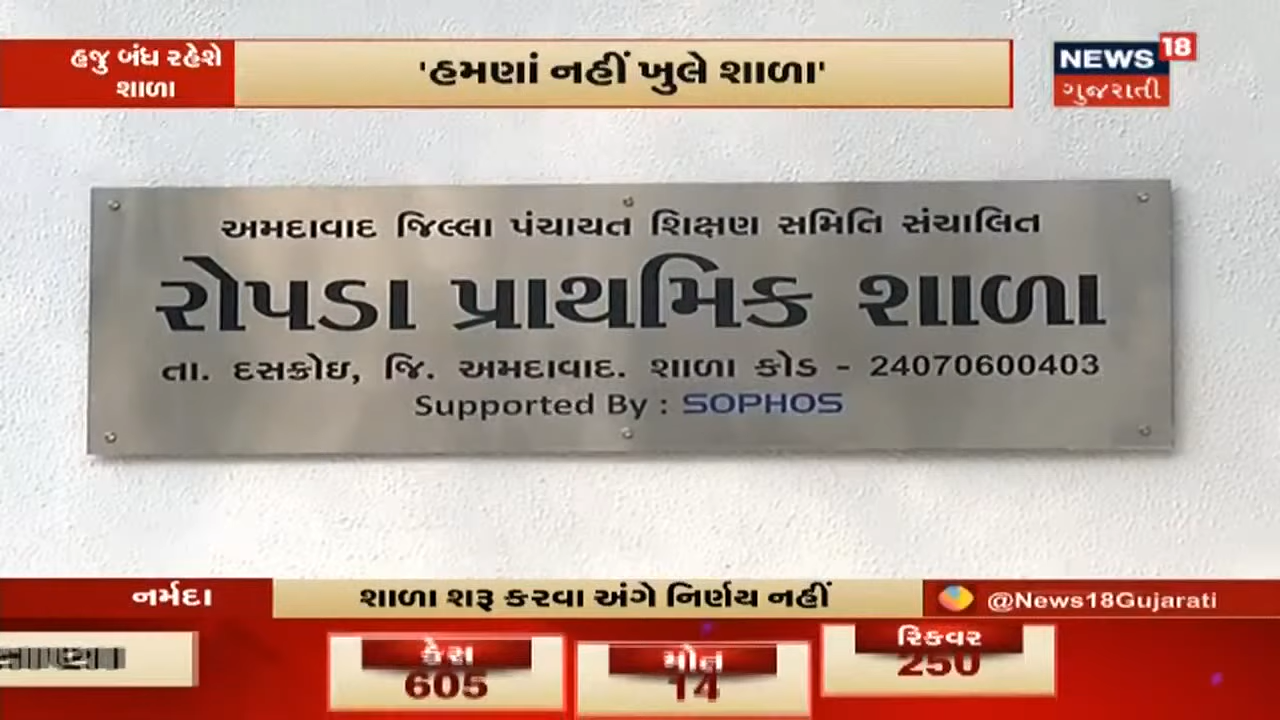 હજુ બંધ રહેશે
શાળા
'હમણાં નહીં ખુલે શાળા'
NEWS 18
ગુજરાતી
અમદાવાદ જિલ્લા પંચાયત શિક્ષણ સમિતિ સંચાલિત
રોપડા પ્રાથમિક શાળા
તા. દસક્રોઇ, જિ. અમદાવાદ. શાળા કોડ - 24070600403
Supported By : SOPHOS
નર્મદા
શાળા શરૂ કરવા અંગે નિર્ણય નહીં
@News18Gujarati
કેસ
605
મોત
14
રિકવર
250